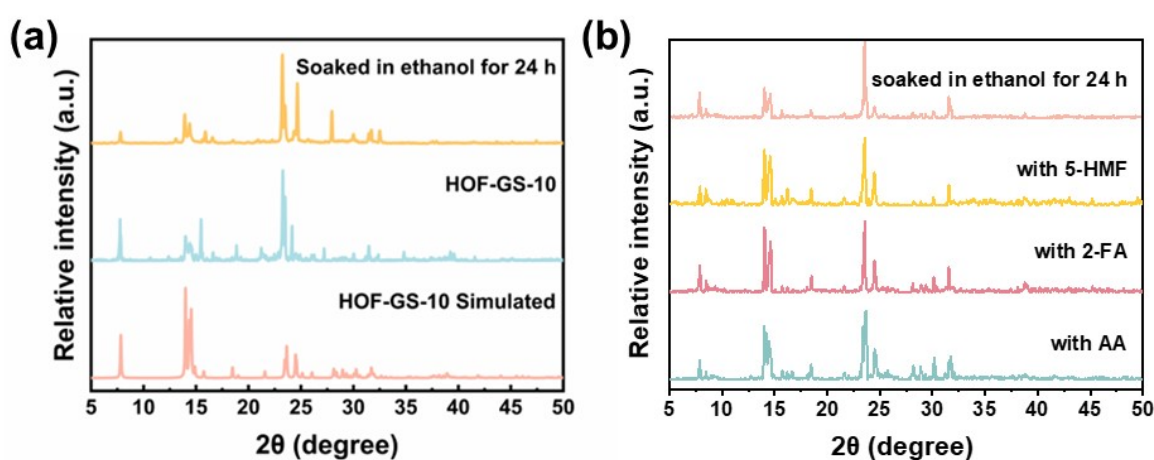 (a)
Relative intensity (a.u.)
Soaked in ethanol for 24 h
HOF-GS-10
HOF-GS-10 Simulated
5 10 15 20 25 30 35 40 45 50
2θ (degree)
(b)
Relative intensity (a.u.)
soaked in ethanol for 24 h
with 5-HMF
with 2-FA
with AA
5 10 15 20 25 30 35 40 45 50
2θ (degree)